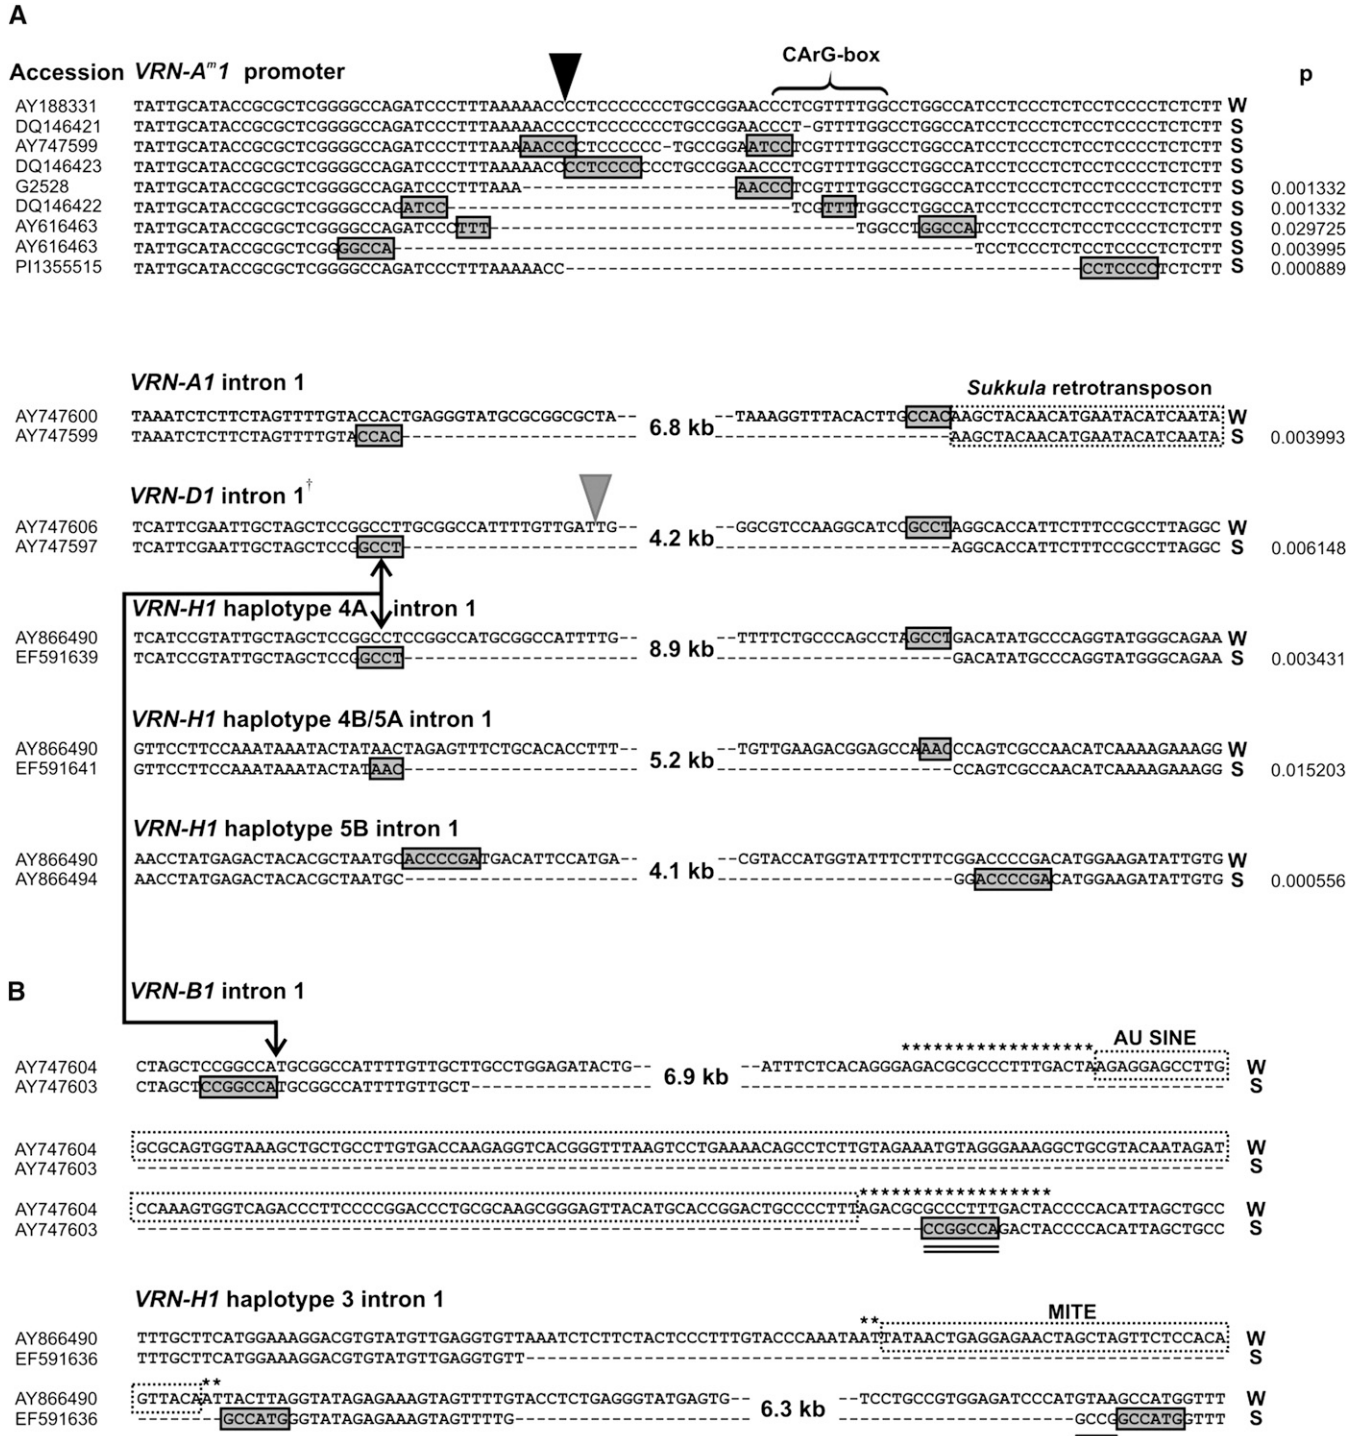 A
Accession VRN-Aᵐ1 promoter CArG-box p
AY188331 TATTGCATACCGCGCTCGGGGCCAGATCCCTTTAAAAACCCCTCCCCCCCTGCCGGAACCCTCGTTTTGGCCTGGCCATCCTCCCTCTCCTCCCCTCTCTT W
DQ146421 TATTGCATACCGCGCTCGGGGCCAGATCCCTTTAAAAACCCCTCCCCCCCTGCCGGAACCCT-GTTTTGGCCTGGCCATCCTCCCTCTCCTCCCCTCTCTT S
AY747599 TATTGCATACCGCGCTCGGGGCCAGATCCCTTTAAAAACCCCTCCCCCC-TGCCGGAATCCTCGTTTTGGCCTGGCCATCCTCCCTCTCCTCCCCTCTCTT S
DQ146423 TATTGCATACCGCGCTCGGGGCCAGATCCCTTTAAAAACCCCTCCCCCCCTGCCGGAACCCTCGTTTTGGCCTGGCCATCCTCCCTCTCCTCCCCTCTCTT S
G2528 TATTGCATACCGCGCTCGGGGCCAGATCCCTTTAAA--------------------AACCCTCGTTTTGGCCTGGCCATCCTCCCTCTCCTCCCCTCTCTT S 0.001332
DQ146422 TATTGCATACCGCGCTCGGGGCCAGATCC--------------------------------TCGTTTTGGCCTGGCCATCCTCCCTCTCCTCCCCTCTCTT S 0.001332
AY616463 TATTGCATACCGCGCTCGGGGCCAGATCCCTTT----------------------------------TGGCCTGGCCATCCTCCCTCTCCTCCCCTCTCTT S 0.029725
AY616463 TATTGCATACCGCGCTCGGGGCCA------------------------------------------------------TCCTCCCTCTCCTCCCCTCTCTT S 0.003995
PI1355515 TATTGCATACCGCGCTCGGGGCCAGATCCCTTTAAAAACC------------------------------------------------CCTCCCCTCTCTT S 0.000889
VRN-A1 intron 1 Sukkula retrotransposon
AY747600 TAAATCTCTTCTAGTTTTGTACCACTGAGGGTATGCGCGGCGCTA-- 6.8 kb --TAAAGGTTTACACTTGCCACAAGCTACAACATGAATACATCAATA W
AY747599 TAAATCTCTTCTAGTTTTGTACCAC---------------------- ----------------------AAGCTACAACATGAATACATCAATA S 0.003993
VRN-D1 intron 1†
AY747606 TCATTCGAATTGCTAGCTCCGGCCTTGCGGCCATTTTGTTGATTG-- 4.2 kb --GGCGTCCAAGGCATCCGCCTAGGCACCATTCTTTCCGCCTTAGGC W
AY747597 TCATTCGAATTGCTAGCTCCGGCCT---------------------- ----------------------AGGCACCATTCTTTCCGCCTTAGGC S 0.006148
VRN-H1 haplotype 4A intron 1
AY866490 TCATCCGTATTGCTAGCTCCGGCCTCCGGCCATGCGGCCATTTTG-- 8.9 kb --TTTTCTGCCCAGCCTAGCCTGACATATGCCCAGGTATGGGCAGAA W
EF591639 TCATCCGTATTGCTAGCTCCGGCCT---------------------- ----------------------GACATATGCCCAGGTATGGGCAGAA S 0.003431
VRN-H1 haplotype 4B/5A intron 1
AY866490 GTTCCTTCCAAATAAATACTATAACTAGAGTTTCTGCACACCTTT-- 5.2 kb --TGTTGAAGACGGAGCCAAACCCAGTCGCCAACATCAAAAGAAAGG W
EF591641 GTTCCTTCCAAATAAATACTATAAC---------------------- ----------------------CCAGTCGCCAACATCAAAAGAAAGG S 0.015203
VRN-H1 haplotype 5B intron 1
AY866490 AACCTATGAGACTACACGCTAATGCACCCCGATGACATTCCATGA-- 4.1 kb --CGTACCATGGTATTTCTTTCGGACCCCGACATGGAAGATATTGTG W
AY866494 AACCTATGAGACTACACGCTAATGC---------------------- ----------------------GGACCCCGACATGGAAGATATTGTG S 0.000556
B VRN-B1 intron 1
****************** AU SINE
AY747604 CTAGCTCCGGCCATGCGGCCATTTTGTTGCTTGCCTGGAGATACTG-- 6.9 kb --ATTTCTCACAGGGAGACGCGCCCTTTGACTAAGAGGAGCCTTG W
AY747603 CTAGCTCCGGCCATGCGGCCATTTTGTTGCT----------------- -------------------------------------------- S
AY747604 GCGCAGTGGTAAAGCTGCTGCCTTGTGACCAAGAGGTCACGGGTTTAAGTCCTGAAAACAGCCTCTTGTAGAAATGTAGGGAAAGGCTGCGTACAATAGAT W
AY747603 ----------------------------------------------------------------------------------------------------- S
******************
AY747604 CCAAAGTGGTCAGACCCTTCCCCGGACCCTGCGCAAGCGGGAGTTACATGCACCGGACTGCCCCTTTAGACGCGCCCTTTGACTACCCCACATTAGCTGCC W
AY747603 -------------------------------------------------------------------------CCGGCCAGACTACCCCACATTAGCTGCC S
VRN-H1 haplotype 3 intron 1
** MITE
AY866490 TTTGCTTCATGGAAAGGACGTGTATGTTGAGGTGTTAAATCTCTTCTACTCCCTTTGTACCCAAATAATTATAACTGAGGAGAACTAGCTAGTTCTCCACA W
EF591636 TTTGCTTCATGGAAAGGACGTGTATGTTGAGGTGTT----------------------------------------------------------------- S
**
AY866490 GTTACAATTACTTAGGTATAGAGAAAGTAGTTTTGTACCTCTGAGGGTATGAGTG-- 6.3 kb --TCCTGCCGTGGAGATCCCATGTAAGCCATGGTTT W
EF591636 --------GCCATGGGTATAGAGAAAGTAGTTTTG---------------------- ----------------------GCCGGCCATGGTTT S